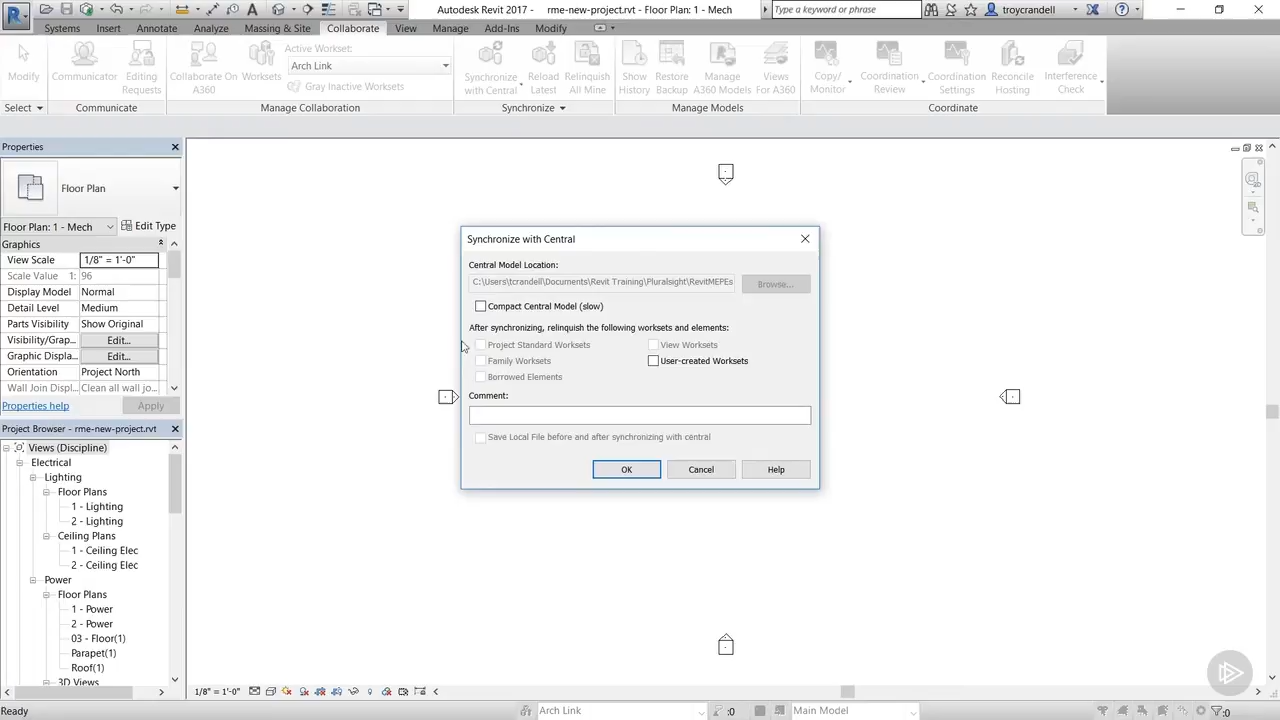 Autodesk Revit 2017 - rme-new-project.rvt - Floor Plan: 1 - Mech
Type a keyword or phrase
troycrandell
Systems Insert Annotate Analyze Massing & Site Collaborate View Manage Add-Ins Modify
Modify
Communicator
Editing Requests
Collaborate On A360
Worksets
Active Workset:
Arch Link
Gray Inactive Worksets
Synchronize with Central
Reload Latest
Relinquish All Mine
Show History
Restore Backup
Manage A360 Models
Views For A360
Copy/ Monitor
Coordination Review
Coordination Settings
Reconcile Hosting
Interference Check
Select Communicate Manage Collaboration Synchronize Manage Models Coordinate
Properties
Floor Plan
Floor Plan: 1 - Mech Edit Type
Graphics
View Scale 1/8" = 1'-0"
Scale Value 1: 96
Display Model Normal
Detail Level Medium
Parts Visibility Show Original
Visibility/Grap... Edit...
Graphic Displa... Edit...
Orientation Project North
Wall Join Displ... Clean all wall jo...
Properties help Apply
Project Browser - rme-new-project.rvt
Views (Discipline)
Electrical
Lighting
Floor Plans
1 - Lighting
2 - Lighting
Ceiling Plans
1 - Ceiling Elec
2 - Ceiling Elec
Power
Floor Plans
1 - Power
2 - Power
03 - Floor(1)
Parapet(1)
Roof(1)
3D Views
Synchronize with Central
Central Model Location:
C:\Users\tcrandell\Documents\Revit Training\Pluralsight\RevitMEPEs
Browse...
Compact Central Model (slow)
After synchronizing, relinquish the following worksets and elements:
Project Standard Worksets View Worksets
Family Worksets User-created Worksets
Borrowed Elements
Comment:
Save Local File before and after synchronizing with central
OK Cancel Help
1/8" = 1'-0"
Ready Arch Link :0 Main Model :0